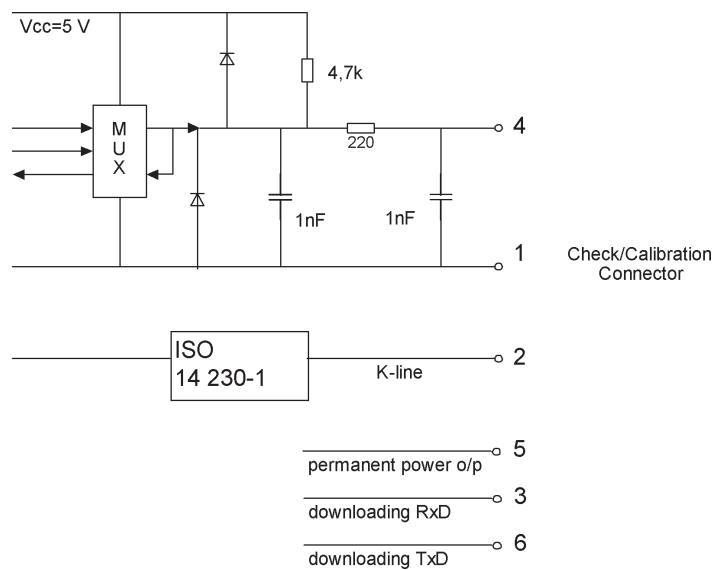 Vcc=5 V
4,7k
M
U
X
4
220
1nF
1nF
1
Check/Calibration
Connector
ISO
14 230-1
2
K-line
5
permanent power o/p
3
downloading RxD
6
downloading TxD